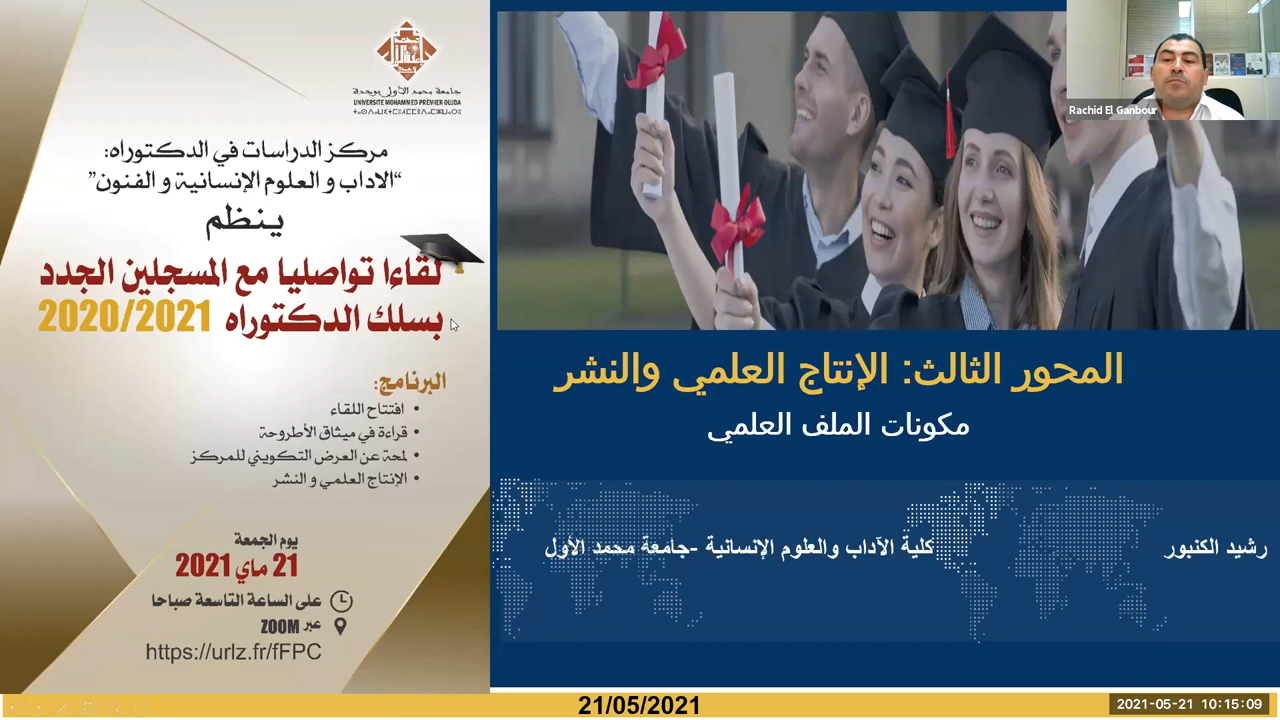 جامعة محمد الأول بوجدة
UNIVERSITE MOHAMMED PREMIER OUJDA
مركز الدراسات في الدكتوراه:
“الاداب و العلوم الإنسانية و الفنون”
ينظم
لقاءا تواصليا مع المسجلين الجدد
بسلك الدكتوراه 2020/2021
البرنامج:
• افتتاح اللقاء
• قراءة في ميثاق الأطروحة
• لمحة عن العرض التكويني للمركز
• الإنتاج العلمي و النشر
يوم الجمعة
21 ماي 2021
على الساعة التاسعة صباحا
عبر ZOOM
https://urlz.fr/fFPC
Rachid El Ganbour
المحور الثالث: الإنتاج العلمي والنشر
مكونات الملف العلمي
رشيد الكنبور
كلية الآداب والعلوم الإنسانية -جامعة محمد الأول
21/05/2021
2021-05-21 10:15:09